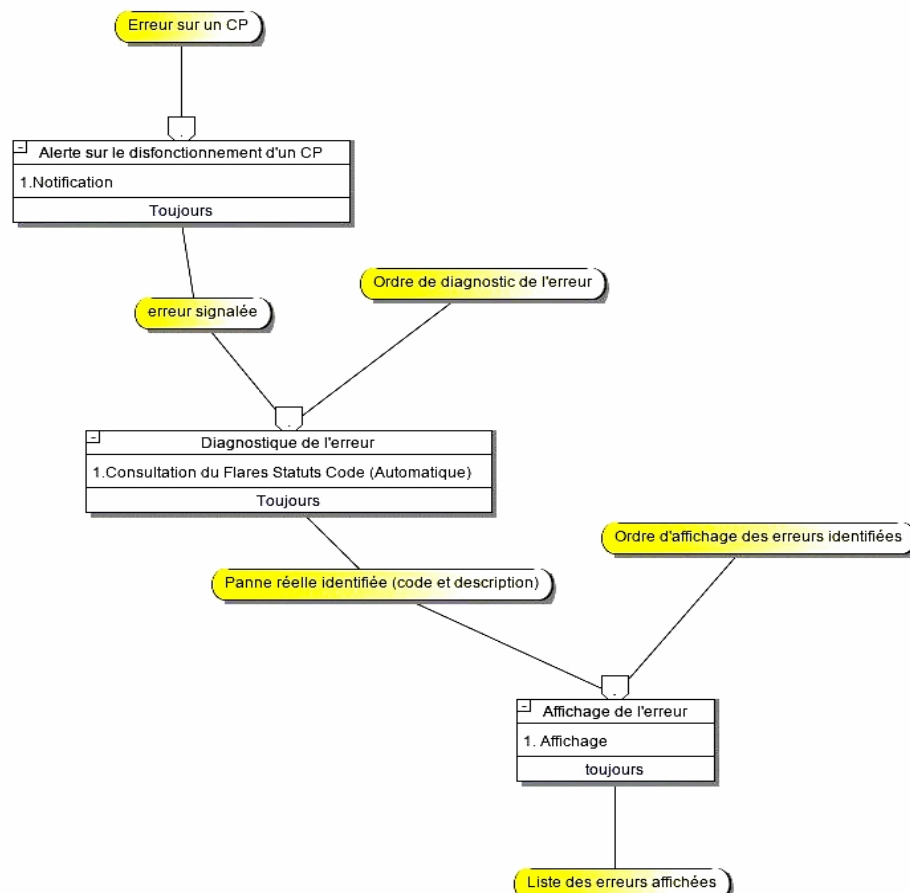 Erreur sur un CP
Alerte sur le disfonctionnement d'un CP
1.Notification
Toujours
Ordre de diagnostic de l'erreur
erreur signalée
Diagnostique de l'erreur
1.Consultation du Flares Statuts Code (Automatique)
Toujours
Ordre d'affichage des erreurs identifiées
Panne réelle identifiée (code et description)
Affichage de l'erreur
1. Affichage
toujours
Liste des erreurs affichées